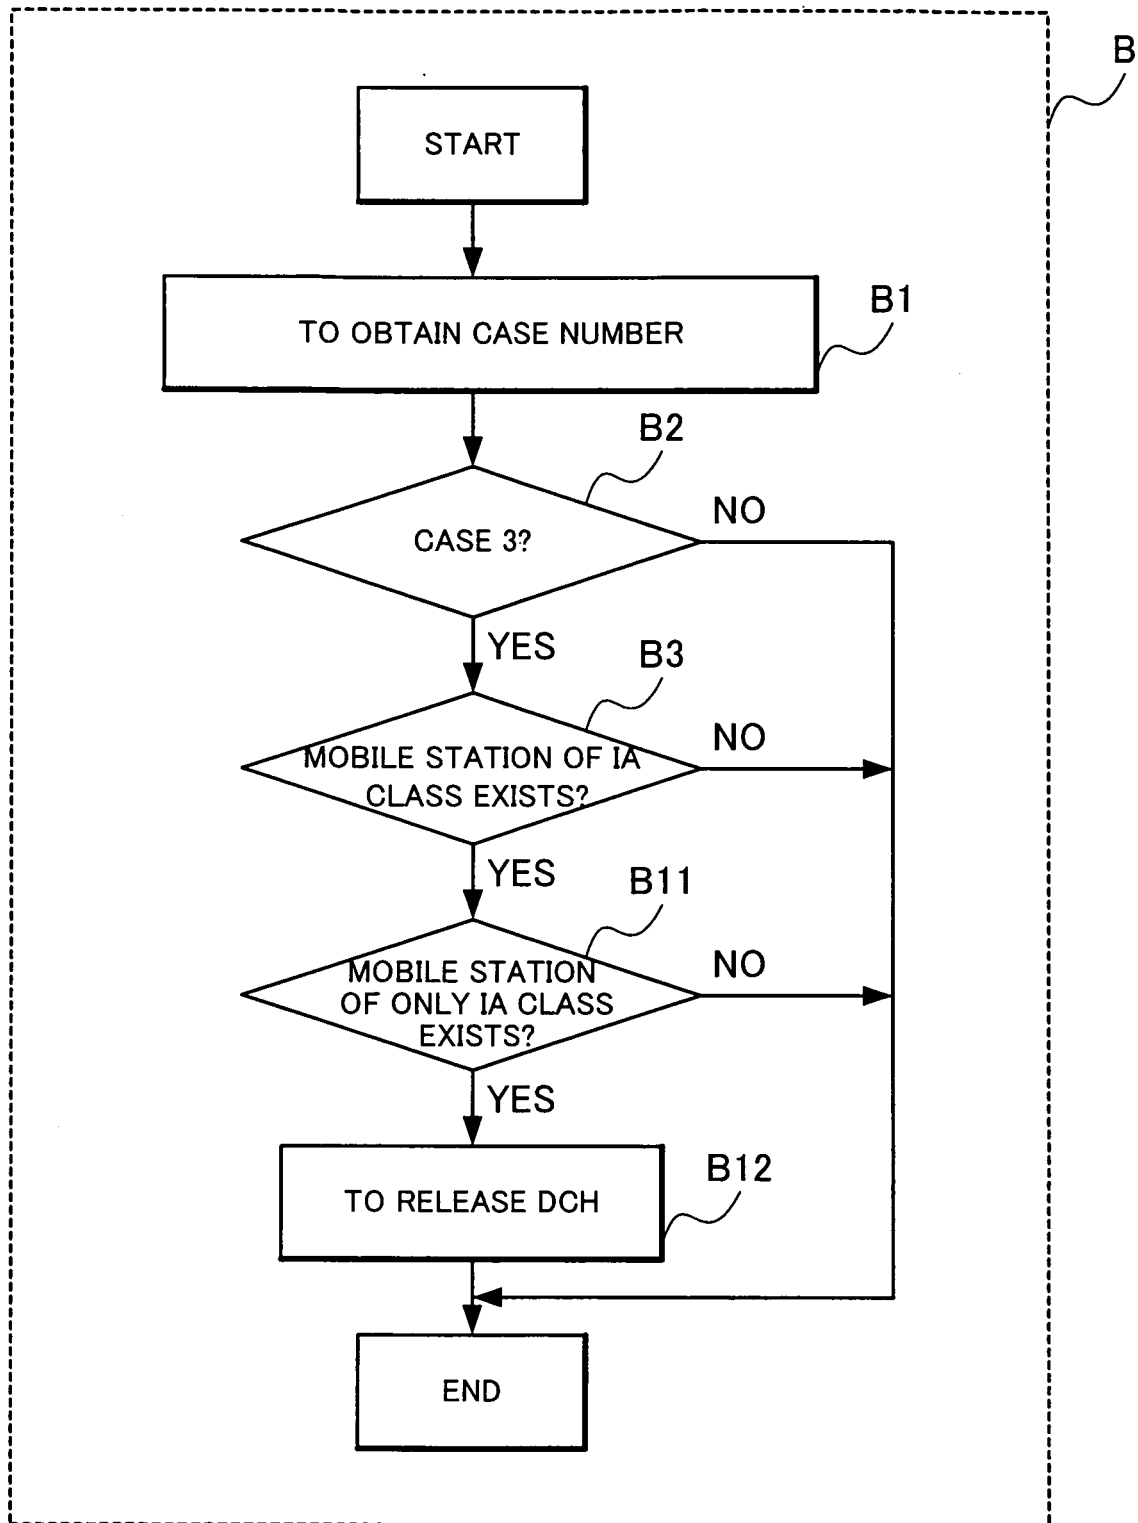 B
START
TO OBTAIN CASE NUMBER
B1
B2
CASE 3?
NO
YES
B3
MOBILE STATION OF IA
CLASS EXISTS?
NO
YES
B11
MOBILE STATION
OF ONLY IA CLASS
EXISTS?
NO
YES
B12
TO RELEASE DCH
END